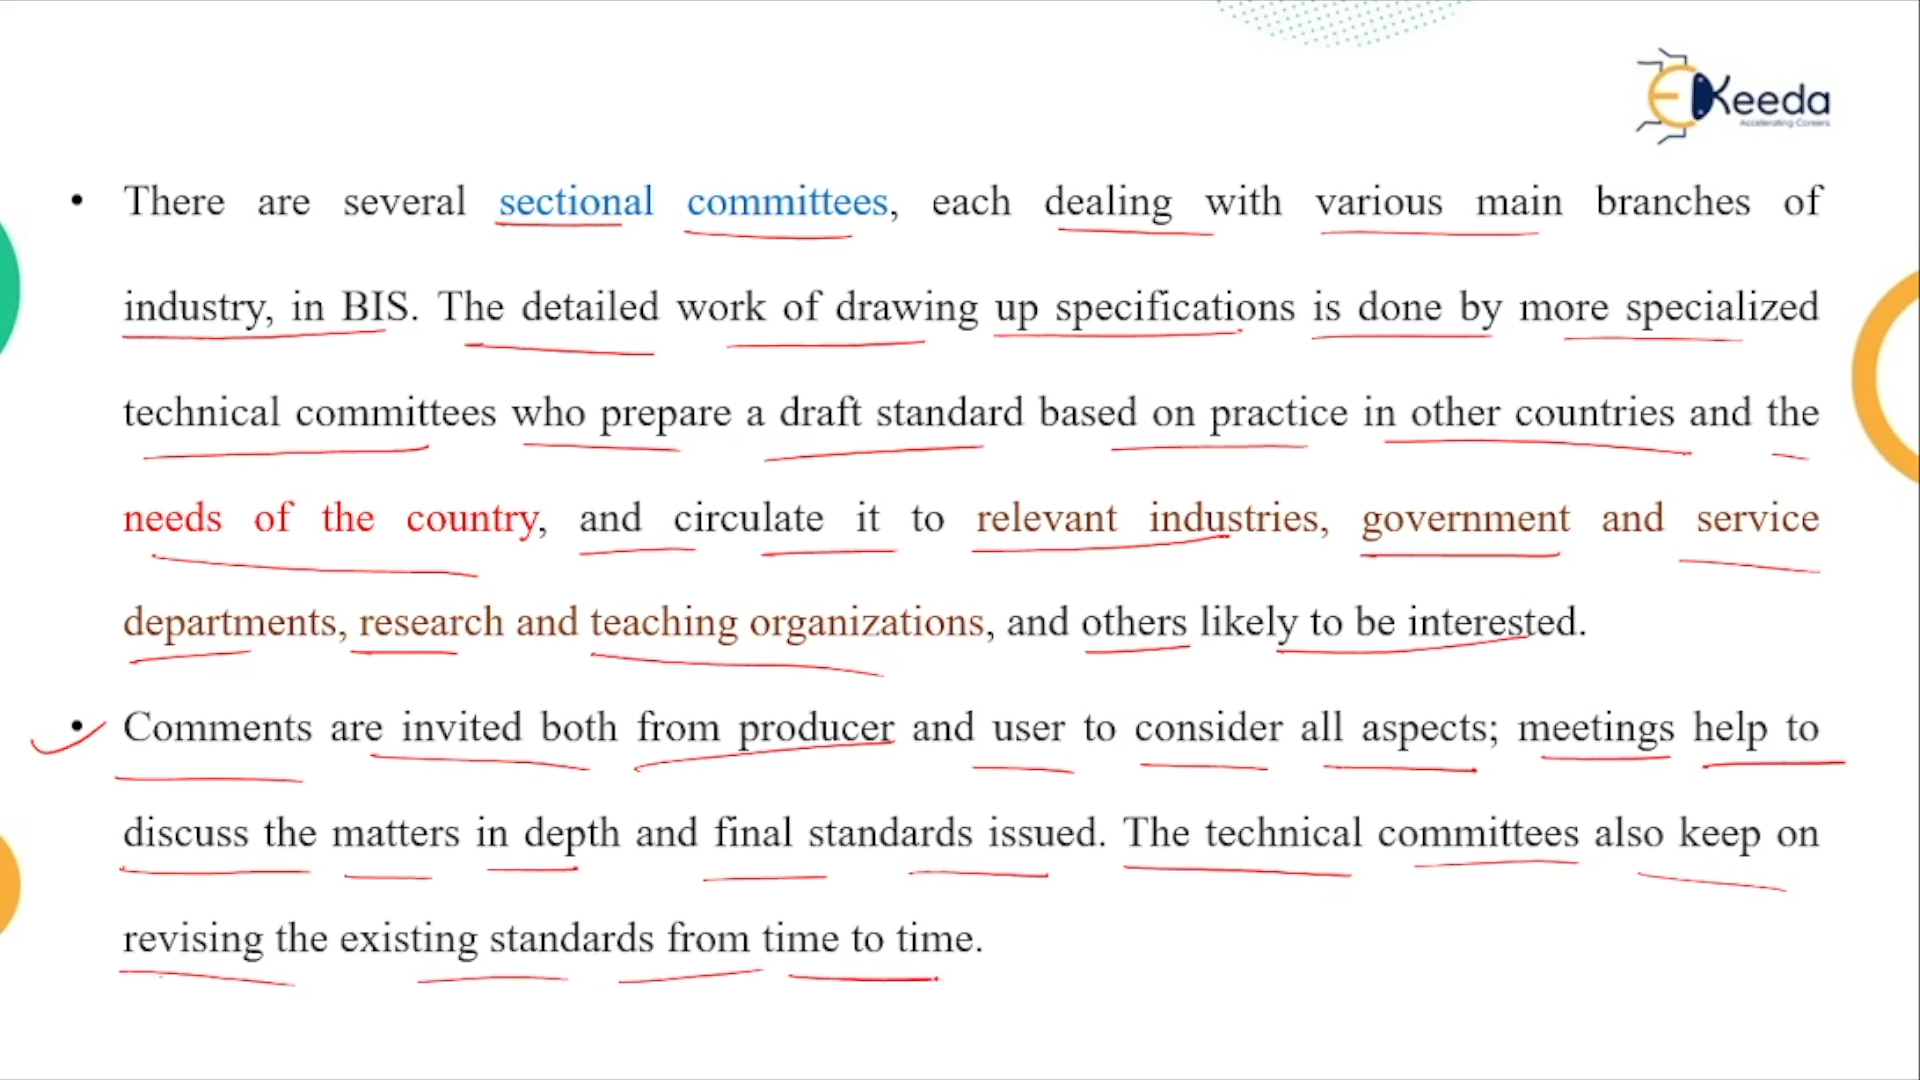 Keeda
Accelerating Careers
• There are several sectional committees, each dealing with various main branches of
industry, in BIS. The detailed work of drawing up specifications is done by more specialized
technical committees who prepare a draft standard based on practice in other countries and the
needs of the country, and circulate it to relevant industries, government and service
departments, research and teaching organizations, and others likely to be interested.
• Comments are invited both from producer and user to consider all aspects; meetings help to
discuss the matters in depth and final standards issued. The technical committees also keep on
revising the existing standards from time to time.